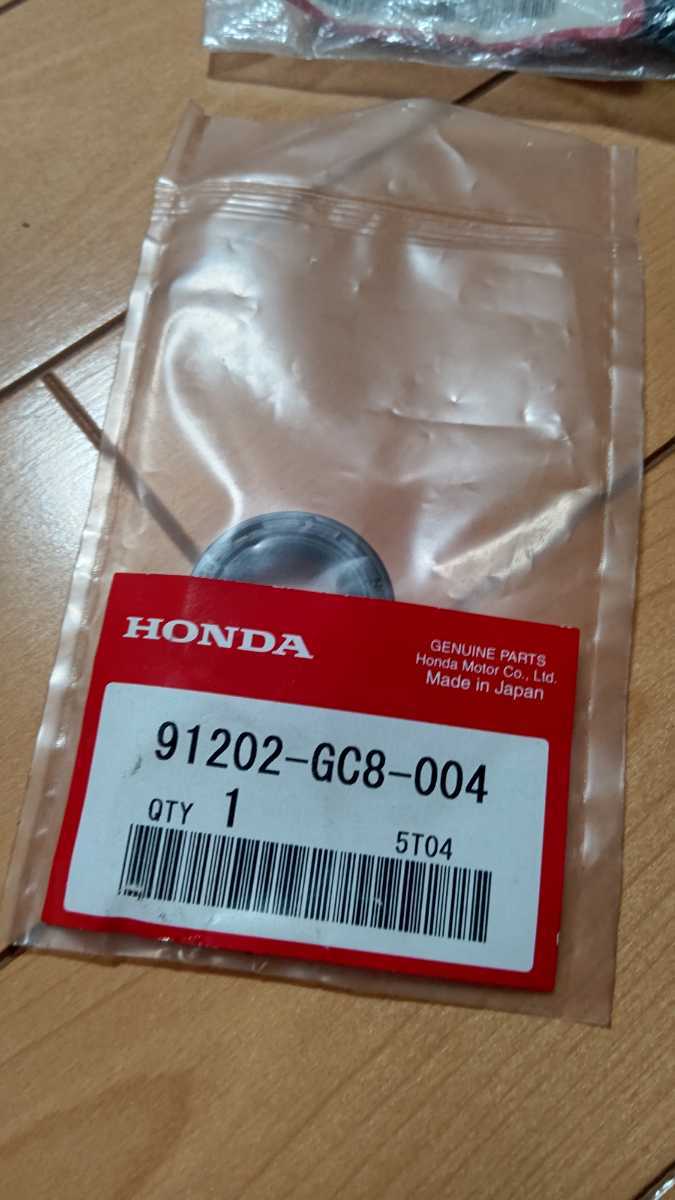 HONDA
GENUINE PARTS
Honda Motor Co., Ltd.
Made in Japan
91202-GC8-004
QTY 1
5T04